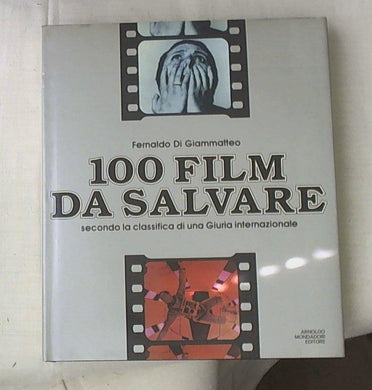 Fernaldo Di Giammatteo
100 FILM
DA SALVARE
secondo la classifica di una Giuria internazionale
ARNOLDO
MONDADORI
EDITORE